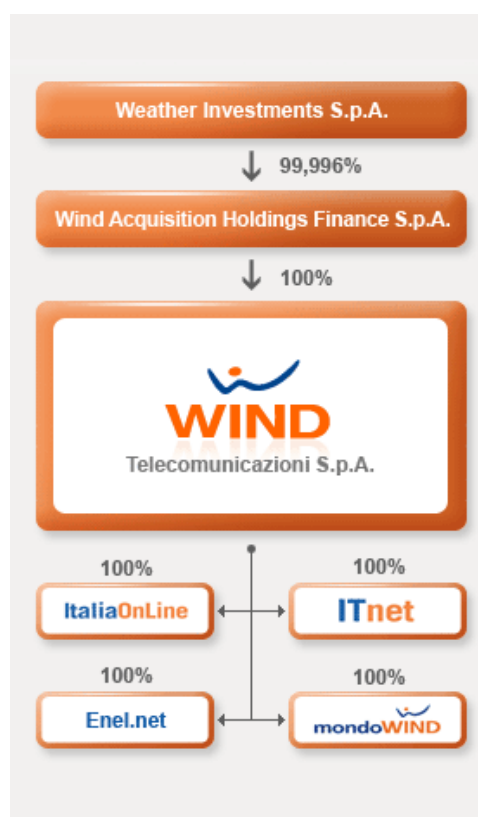 Weather Investments S.p.A.
99,996%
Wind Acquisition Holdings Finance S.p.A.
100%
WIND
Telecomunicazioni S.p.A.
100%
100%
ItaliaOnLine
ITnet
100%
100%
Enel.net
mondoWIND